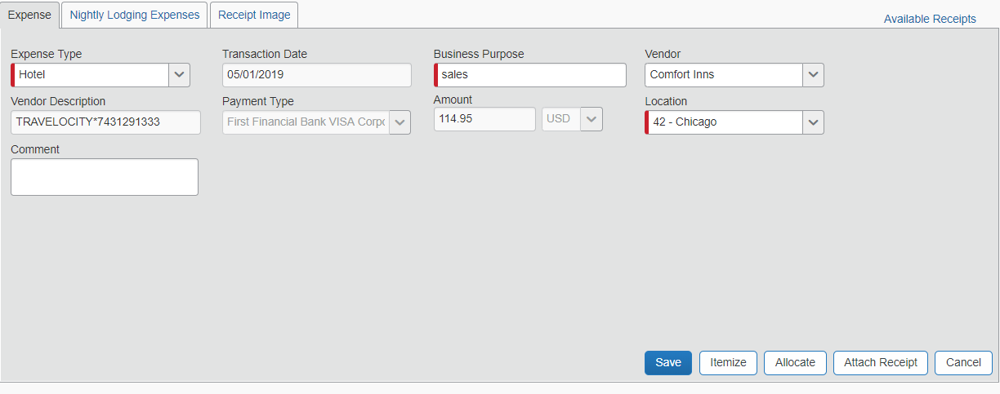 Expense Nightly Lodging Expenses Receipt Image Available Receipts
Expense Type Transaction Date Business Purpose Vendor
Hotel 05/01/2019 sales Comfort Inns
Vendor Description Payment Type Amount Location
TRAVELOCITY*7431291333 First Financial Bank VISA Corpc 114.95 USD 42 - Chicago
Comment
Save Itemize Allocate Attach Receipt Cancel